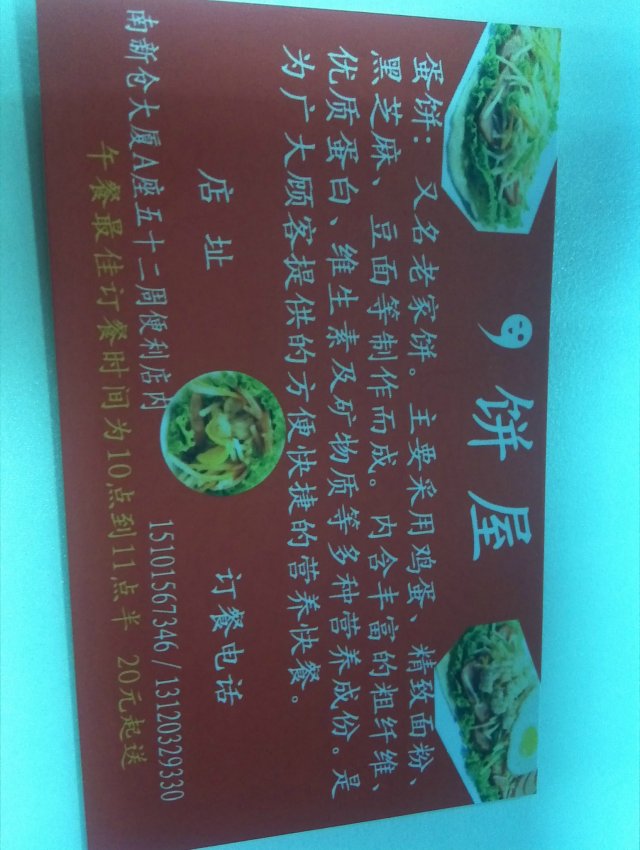 饼屋
蛋饼：又名老家饼。主要采用鸡蛋、精致面粉、
黑芝麻、豆面等制作而成。内含丰富的粗纤维、
优质蛋白、维生素及矿物质等多种营养成份。是
为广大顾客提供的方便快捷的营养快餐。
店址
订餐电话
南新仓大厦A座五十二周便利店内
15101567346 / 13120329330
午餐最佳订餐时间为10点到11点半 20元起送